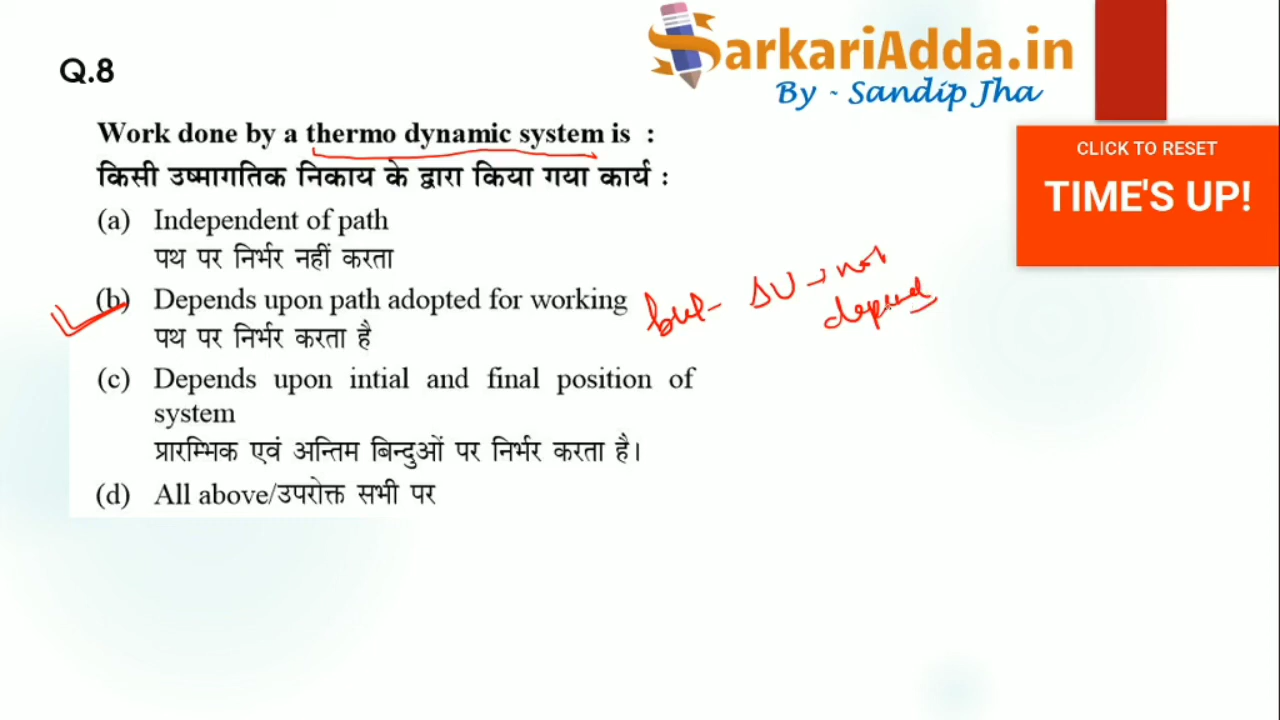 SarkariAdda.in
By - Sandip Jha
Q.8
CLICK TO RESET
TIME'S UP!
Work done by a thermo dynamic system is :
किसी उष्मागतिक निकाय के द्वारा किया गया कार्य :
(a) Independent of path
पथ पर निर्भर नहीं करता
(b) Depends upon path adopted for working
पथ पर निर्भर करता है
but - ΔU → not
depend
(c) Depends upon intial and final position of
system
प्रारम्भिक एवं अन्तिम बिन्दुओं पर निर्भर करता है।
(d) All above/उपरोक्त सभी पर